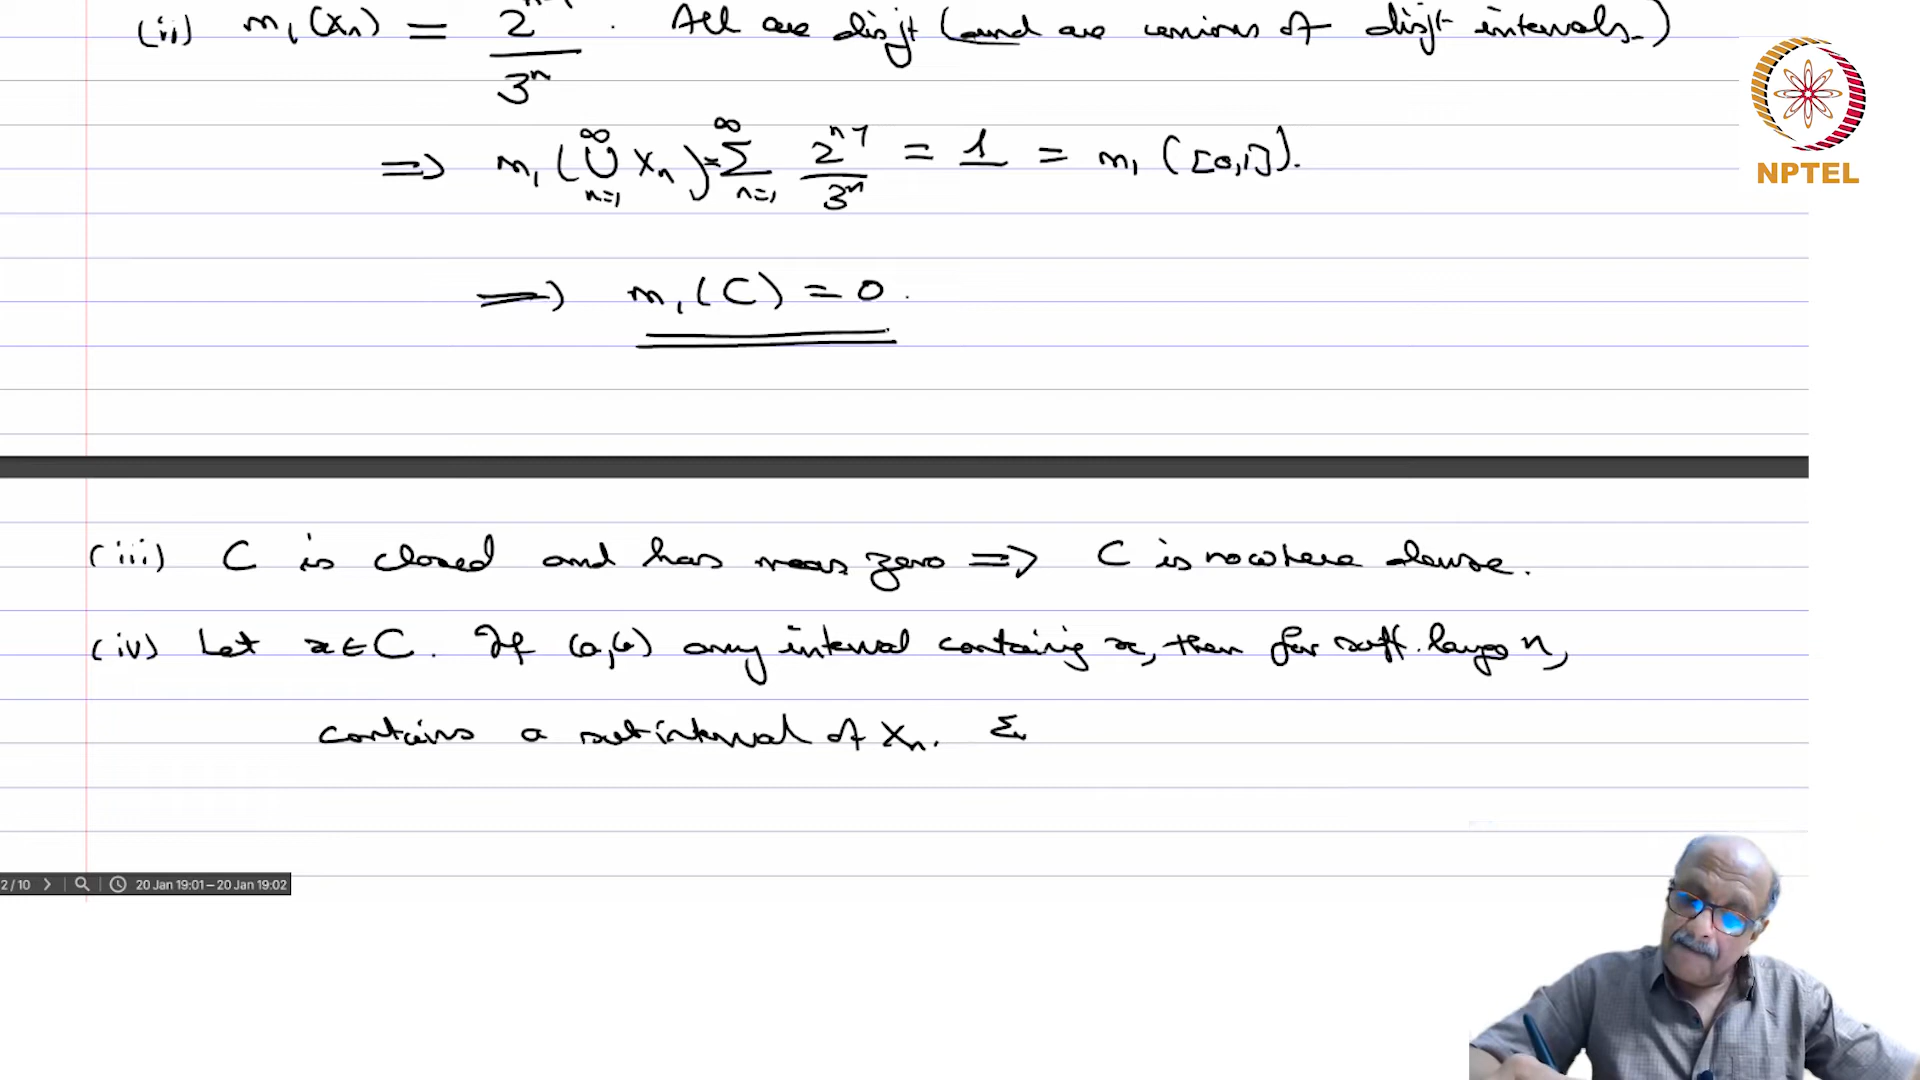 (ii) m₁(Xₙ) = 2ⁿ⁻¹ / 3ⁿ . All are disjt (and are unions of disjt intervals.)
NPTEL
⟹ m₁(⋃ₙ₌₁^∞ Xₙ) = ∑ₙ₌₁^∞ 2ⁿ⁻¹ / 3ⁿ = 1 = m₁([0,1]).
⟹ m₁(C) = 0.
(iii) C is closed and has meas zero ⟹ C is nowhere dense.
(iv) Let x ∈ C. If (a,b) any interval containing x, then for suff. large n,
contains a subinterval of Xₙ.
2/10 20 Jan 19:01 – 20 Jan 19:02